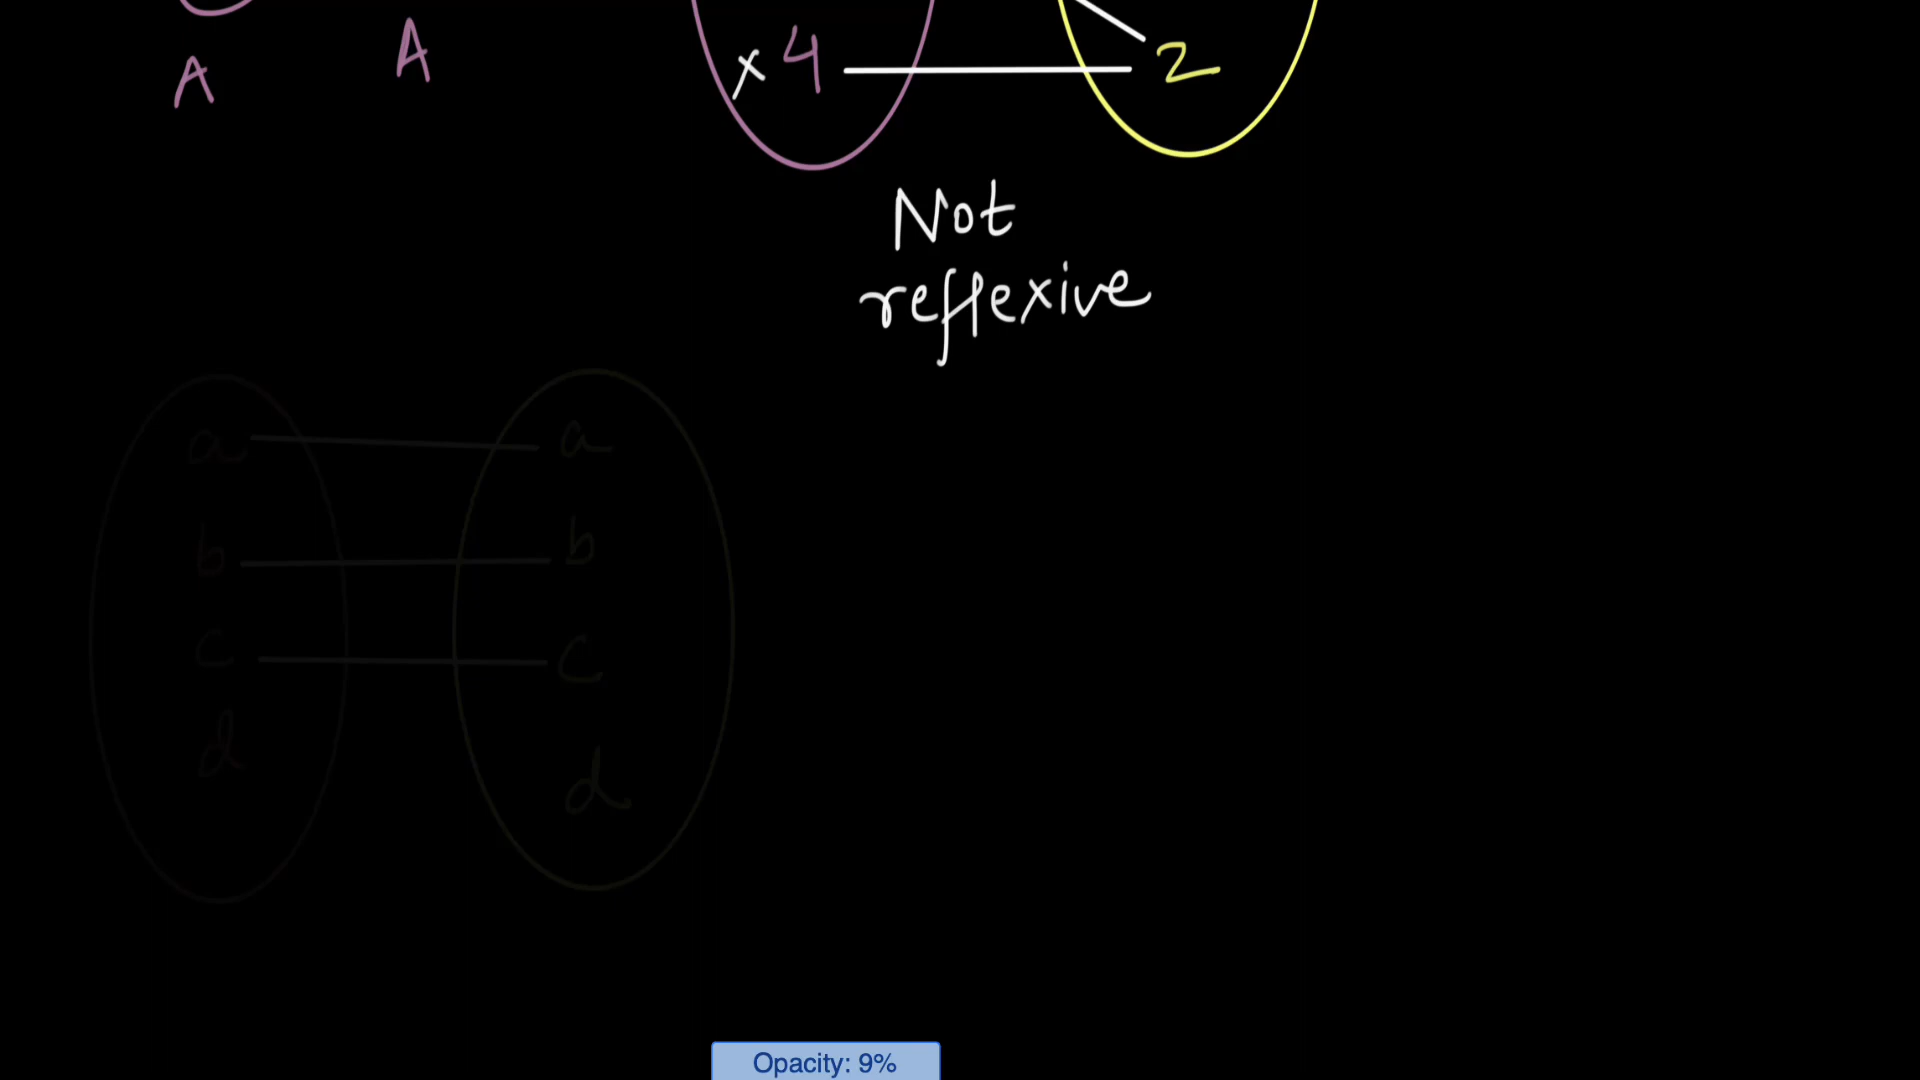 A A x 4 2
Not
reflexive
a a
b b
c c
d d
Opacity: 9%